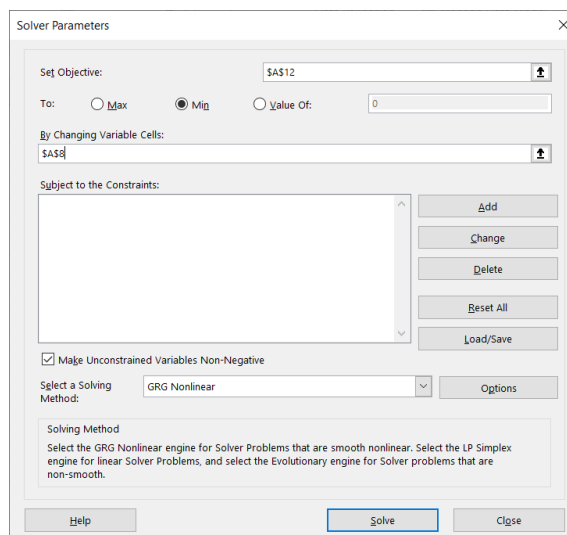 Solver Parameters
Set Objective: $A$12
To: Max Min Value Of: 0
By Changing Variable Cells:
$A$8
Subject to the Constraints:
Add
Change
Delete
Reset All
Load/Save
Make Unconstrained Variables Non-Negative
Select a Solving Method: GRG Nonlinear Options
Solving Method
Select the GRG Nonlinear engine for Solver Problems that are smooth nonlinear. Select the LP Simplex
engine for linear Solver Problems, and select the Evolutionary engine for Solver problems that are
non-smooth.
Help Solve Close